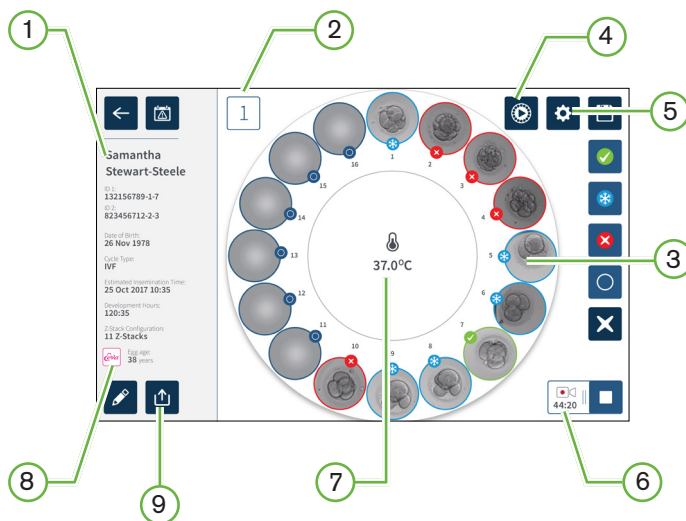 1
2
4
5
1
Samantha
Stewart-Steele
ID 1:
132156789-1-7
ID 2:
823456712-2-3
Date of Birth:
26 Nov 1978
Cycle Type:
IVF
Estimated Insemination Time:
25 Oct 2017 10:35
Development Hours:
120:35
Z-Stack Configuration:
11 Z-Stacks
eeva
Egg age:
38 years
16
1
2
15
3
14
4
13
5
37.0°C
3
12
6
11
7
10
9
8
44:20
8
9
7
6